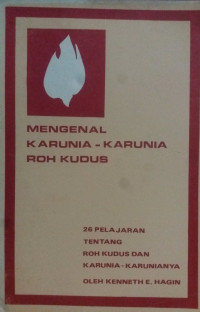 MENGENAL
KARUNIA - KARUNIA
ROH KUDUS
26 PELAJARAN
TENTANG
ROH KUDUS DAN
KARUNIA - KARUNIANYA
OLEH KENNETH E. HAGIN